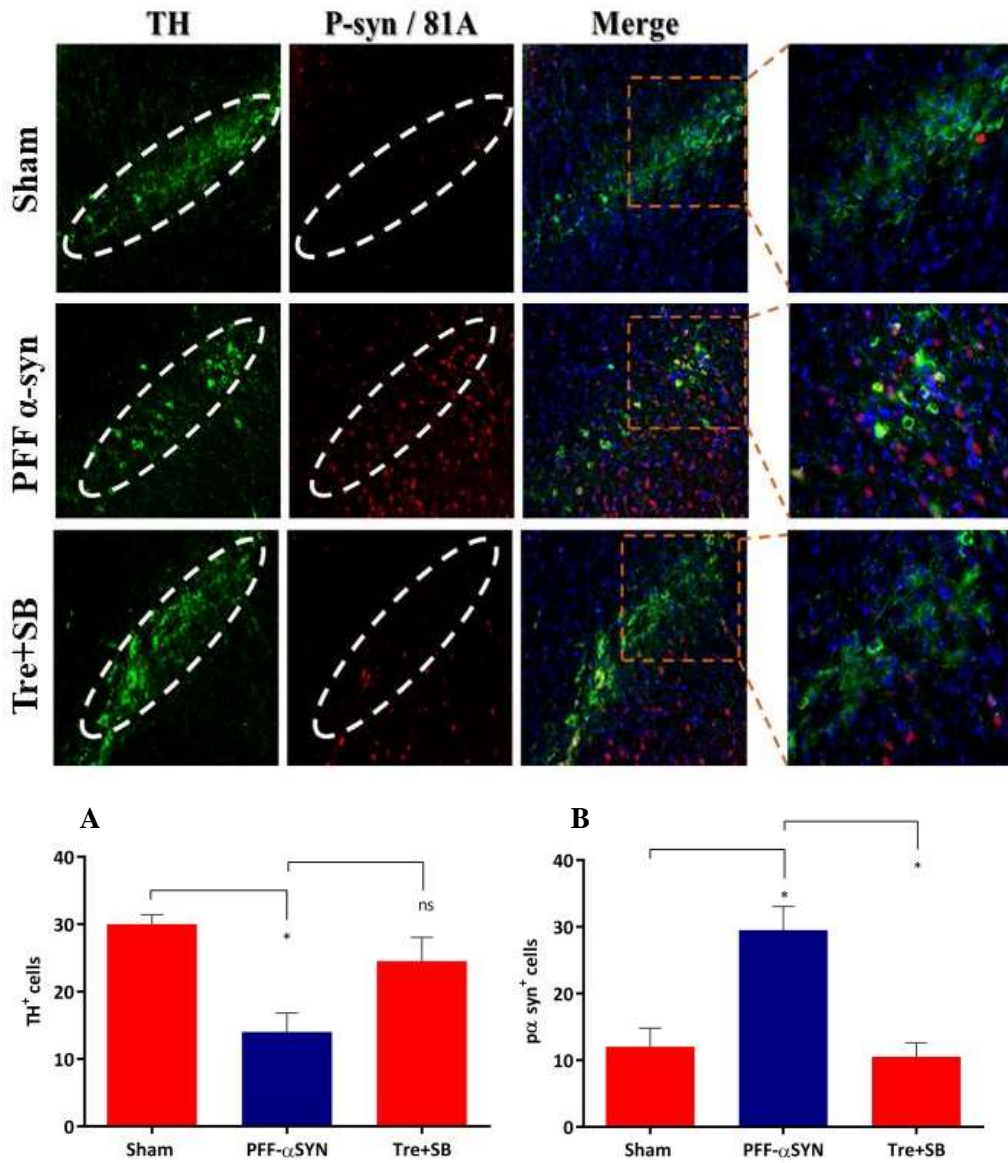 TH P-syn / 81A Merge
Sham
PFF α-syn
Tre+SB
A
TH+ cells
40
30
20
10
0
*
ns
Sham PFF-αSYN Tre+SB
B
pα syn+ cells
40
30
20
10
0
*
*
Sham PFF-αSYN Tre+SB